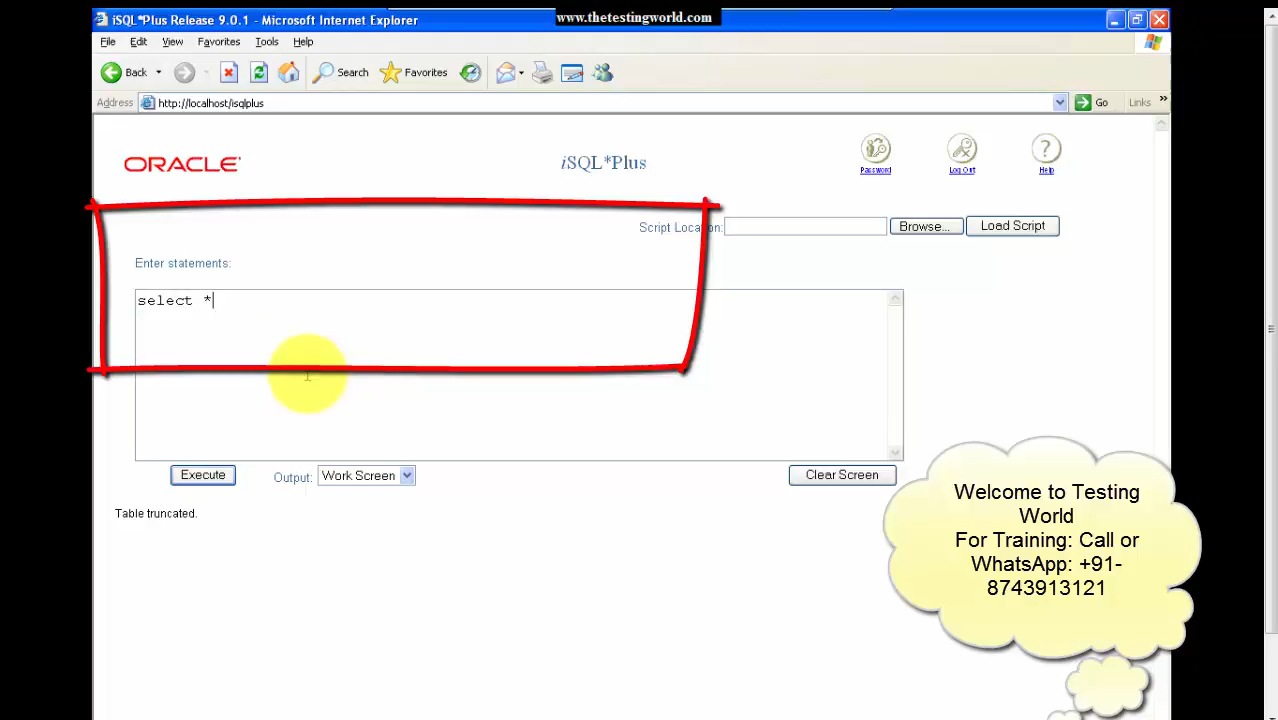 www.thetestingworld.com
iSQL*Plus Release 9.0.1 - Microsoft Internet Explorer
File Edit View Favorites Tools Help
Back Search Favorites
Address http://localhost/isqlplus Go Links »
ORACLE
iSQL*Plus
Password Log Out Help
Script Location: Browse... Load Script
Enter statements:
select *
Execute Output: Work Screen Clear Screen
Table truncated.
Welcome to Testing
World
For Training: Call or
WhatsApp: +91-
8743913121